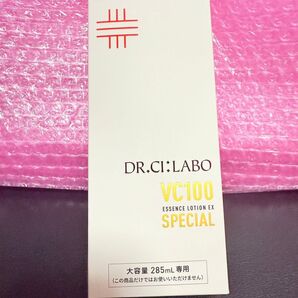 DR.CI:LABO
VC100
ESSENCE LOTION EX
SPECIAL
大容量 285mL 専用
(この商品だけではお使いいただけません)